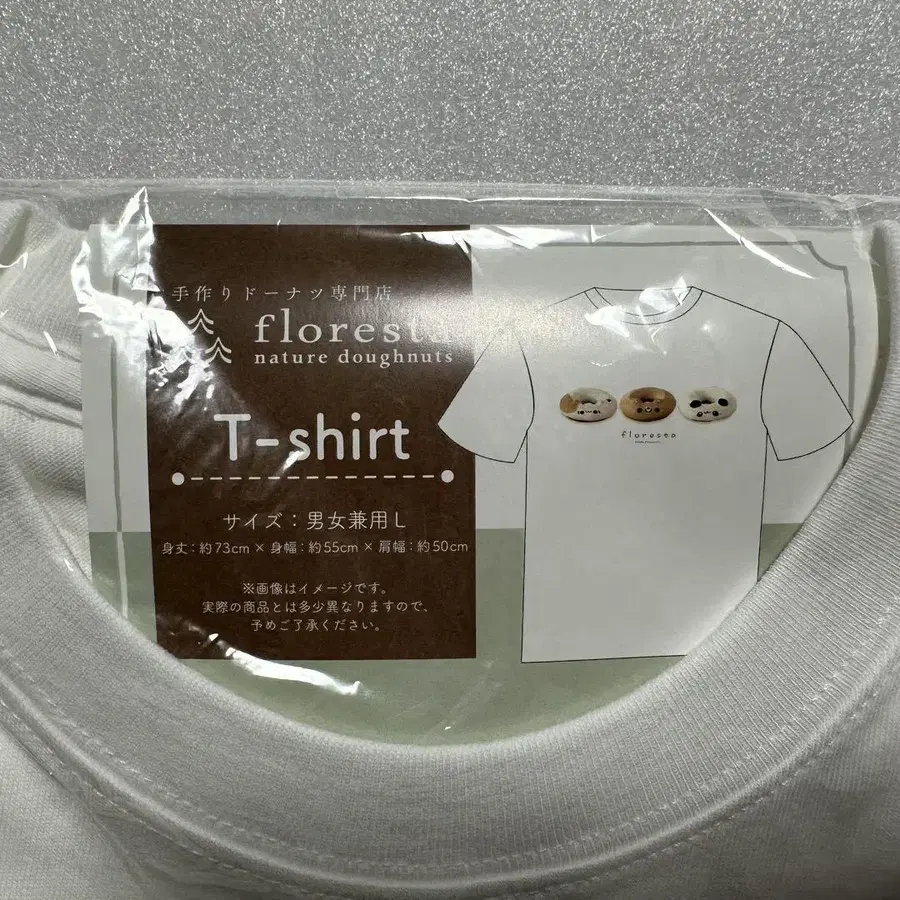 手作りドーナツ専門店
floresta
nature doughnuts
T-shirt
サイズ：男女兼用L
身丈：約73cm × 身幅：約55cm × 肩幅：約50cm
※画像はイメージです。
実際の商品とは多少異なりますので、
予めご了承ください。
floresta